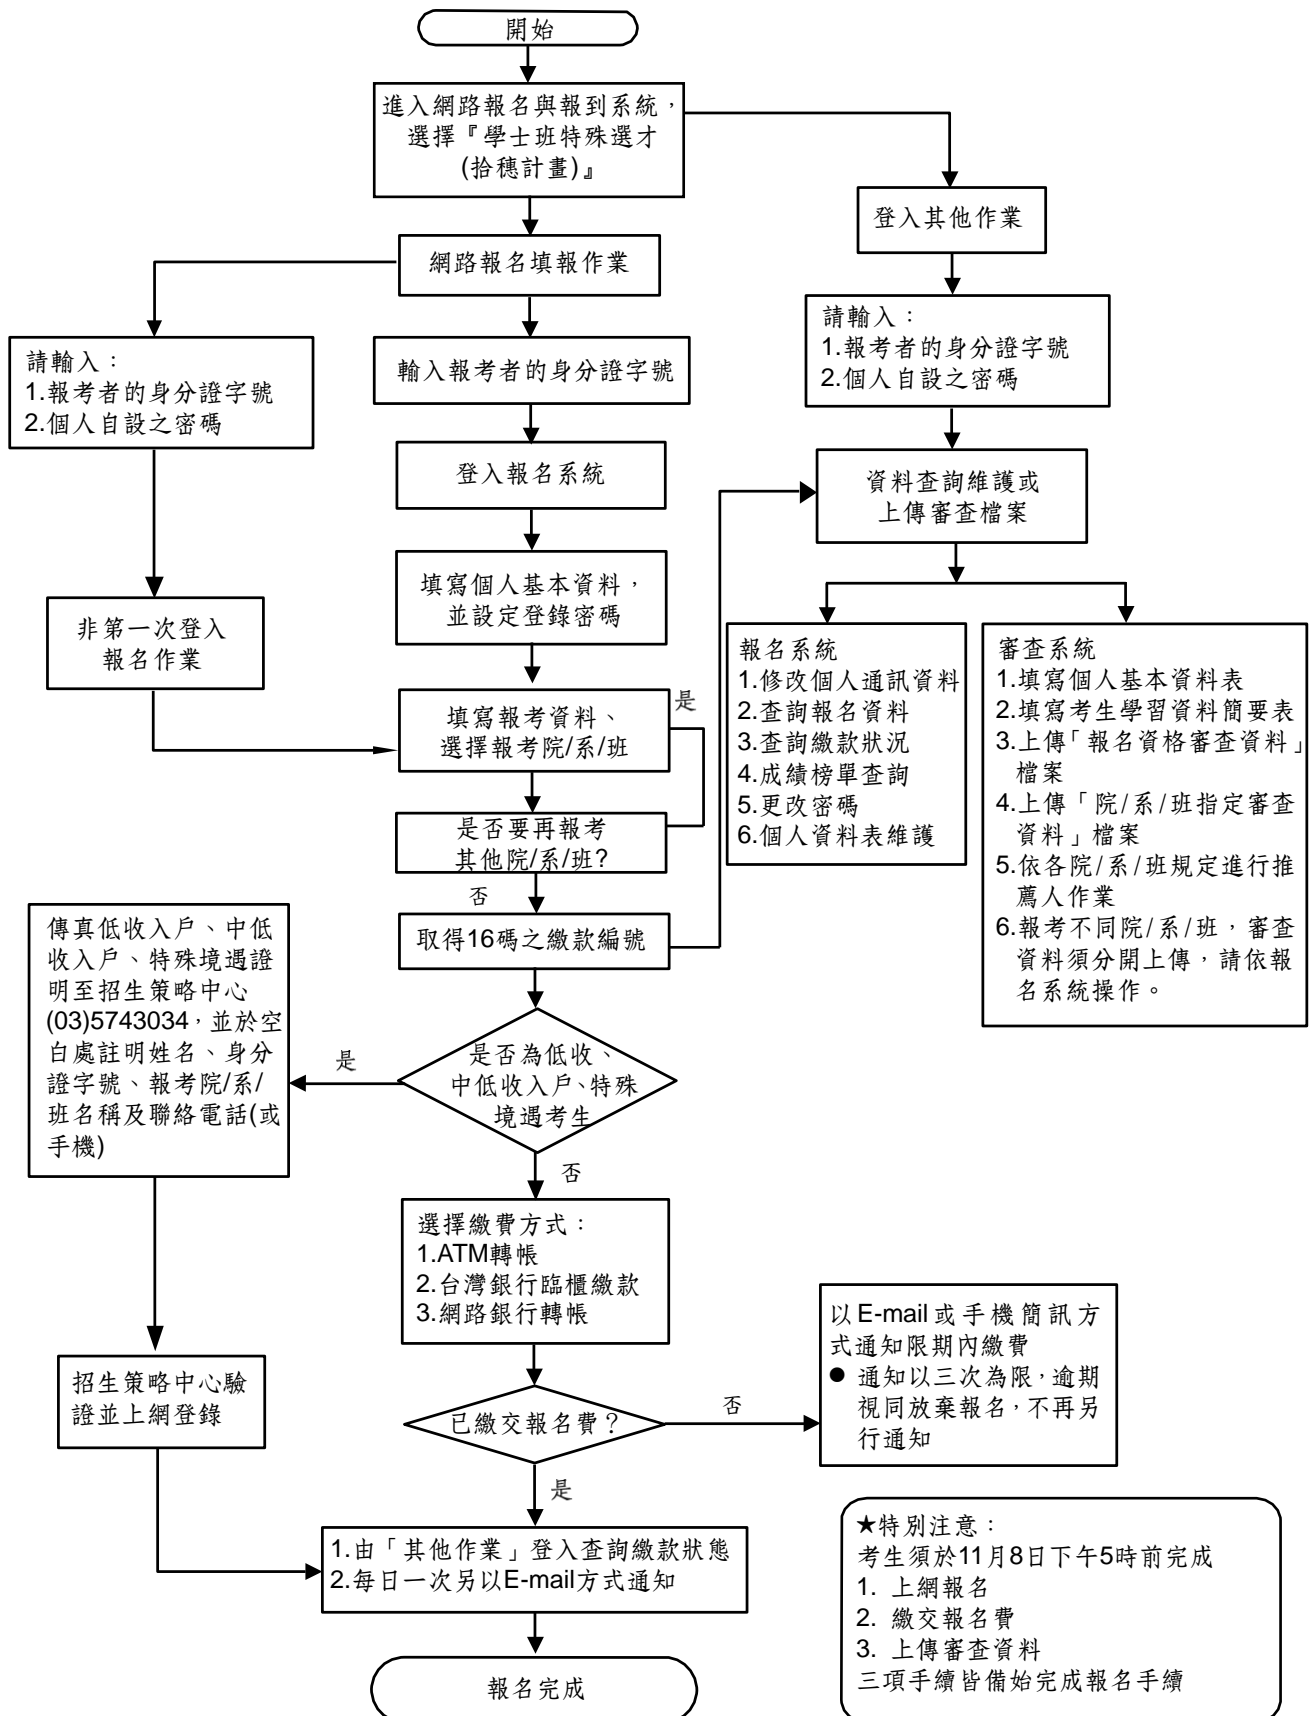 開始
進入網路報名與報到系統，
選擇『學士班特殊選才
(拾穗計畫)』
登入其他作業
網路報名填報作業
請輸入：
1.報考者的身分證字號
2.個人自設之密碼
輸入報考者的身分證字號
請輸入：
1.報考者的身分證字號
2.個人自設之密碼
登入報名系統
資料查詢維護或
上傳審查檔案
填寫個人基本資料，
並設定登錄密碼
非第一次登入
報名作業
報名系統
1.修改個人通訊資料
2.查詢報名資料
3.查詢繳款狀況
4.成績榜單查詢
5.更改密碼
6.個人資料表維護
審查系統
1.填寫個人基本資料表
2.填寫考生學習資料簡要表
3.上傳「報名資格審查資料」
檔案
4.上傳「院/系/班指定審查
資料」檔案
5.依各院/系/班規定進行推
薦人作業
6.報考不同院/系/班，審查
資料須分開上傳，請依報
名系統操作。
填寫報考資料、
選擇報考院/系/班
是
是否要再報考
其他院/系/班?
否
取得16碼之繳款編號
傳真低收入戶、中低
收入戶、特殊境遇證
明至招生策略中心
(03)5743034，並於空
白處註明姓名、身分
證字號、報考院/系/
班名稱及聯絡電話(或
手機)
是
是否為低收、
中低收入戶、特殊
境遇考生
否
選擇繳費方式：
1.ATM轉帳
2.台灣銀行臨櫃繳款
3.網路銀行轉帳
以E-mail或手機簡訊方
式通知限期內繳費
● 通知以三次為限，逾期
視同放棄報名，不再另
行通知
招生策略中心驗
證並上網登錄
已繳交報名費？
否
是
1.由「其他作業」登入查詢繳款狀態
2.每日一次另以E-mail方式通知
報名完成
★特別注意：
考生須於11月8日下午5時前完成
1. 上網報名
2. 繳交報名費
3. 上傳審查資料
三項手續皆備始完成報名手續